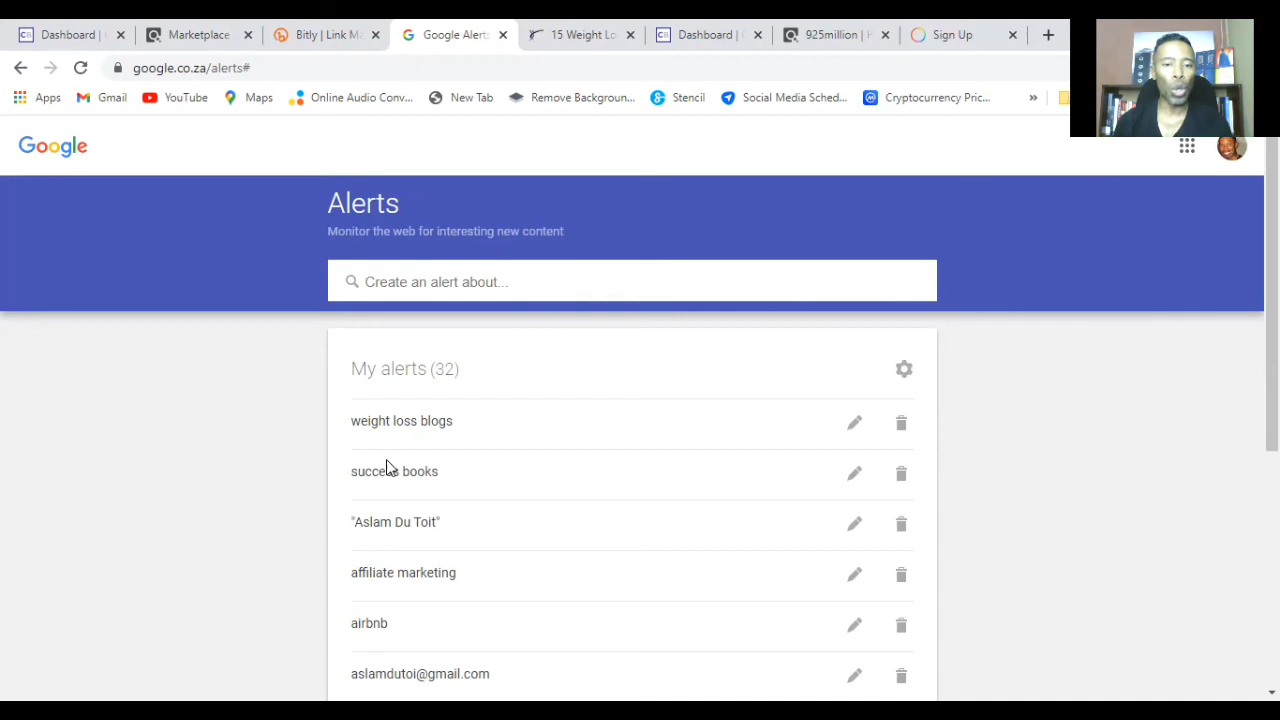 Dashboard |
Marketplace
Bitly | Link Ma
Google Alerts
15 Weight Lo
Dashboard |
925million |
Sign Up
google.co.za/alerts#
Apps
Gmail
YouTube
Maps
Online Audio Conv...
New Tab
Remove Backgroun...
Stencil
Social Media Sched...
Cryptocurrency Pric...
»
Google
Alerts
Monitor the web for interesting new content
Create an alert about...
My alerts (32)
weight loss blogs
success books
"Aslam Du Toit"
affiliate marketing
airbnb
aslamdutoi@gmail.com